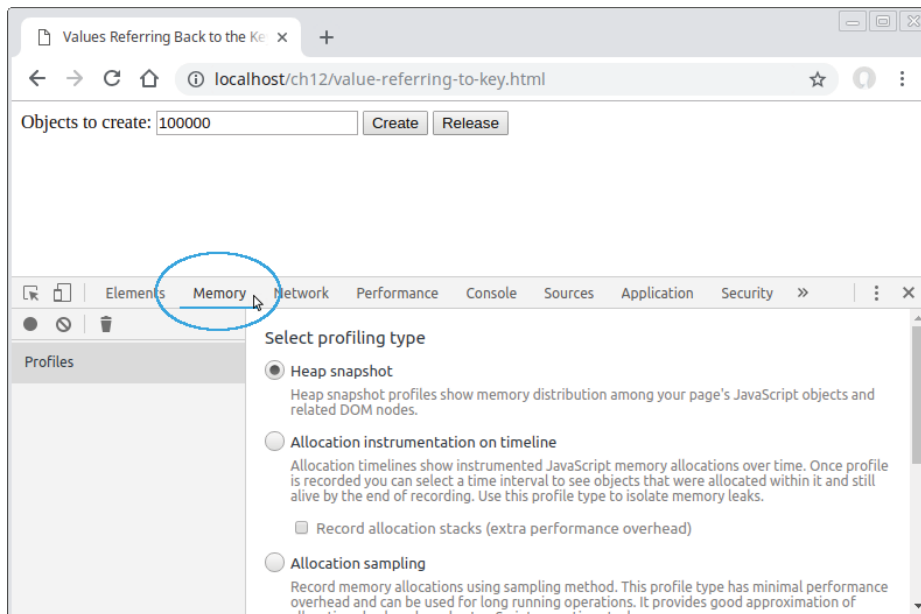 Values Referring Back to the Ke
localhost/ch12/value-referring-to-key.html
Objects to create: 100000 Create Release
Elements Memory Network Performance Console Sources Application Security »
Profiles
Select profiling type
Heap snapshot
Heap snapshot profiles show memory distribution among your page's JavaScript objects and
related DOM nodes.
Allocation instrumentation on timeline
Allocation timelines show instrumented JavaScript memory allocations over time. Once profile
is recorded you can select a time interval to see objects that were allocated within it and still
alive by the end of recording. Use this profile type to isolate memory leaks.
Record allocation stacks (extra performance overhead)
Allocation sampling
Record memory allocations using sampling method. This profile type has minimal performance
overhead and can be used for long running operations. It provides good approximation of